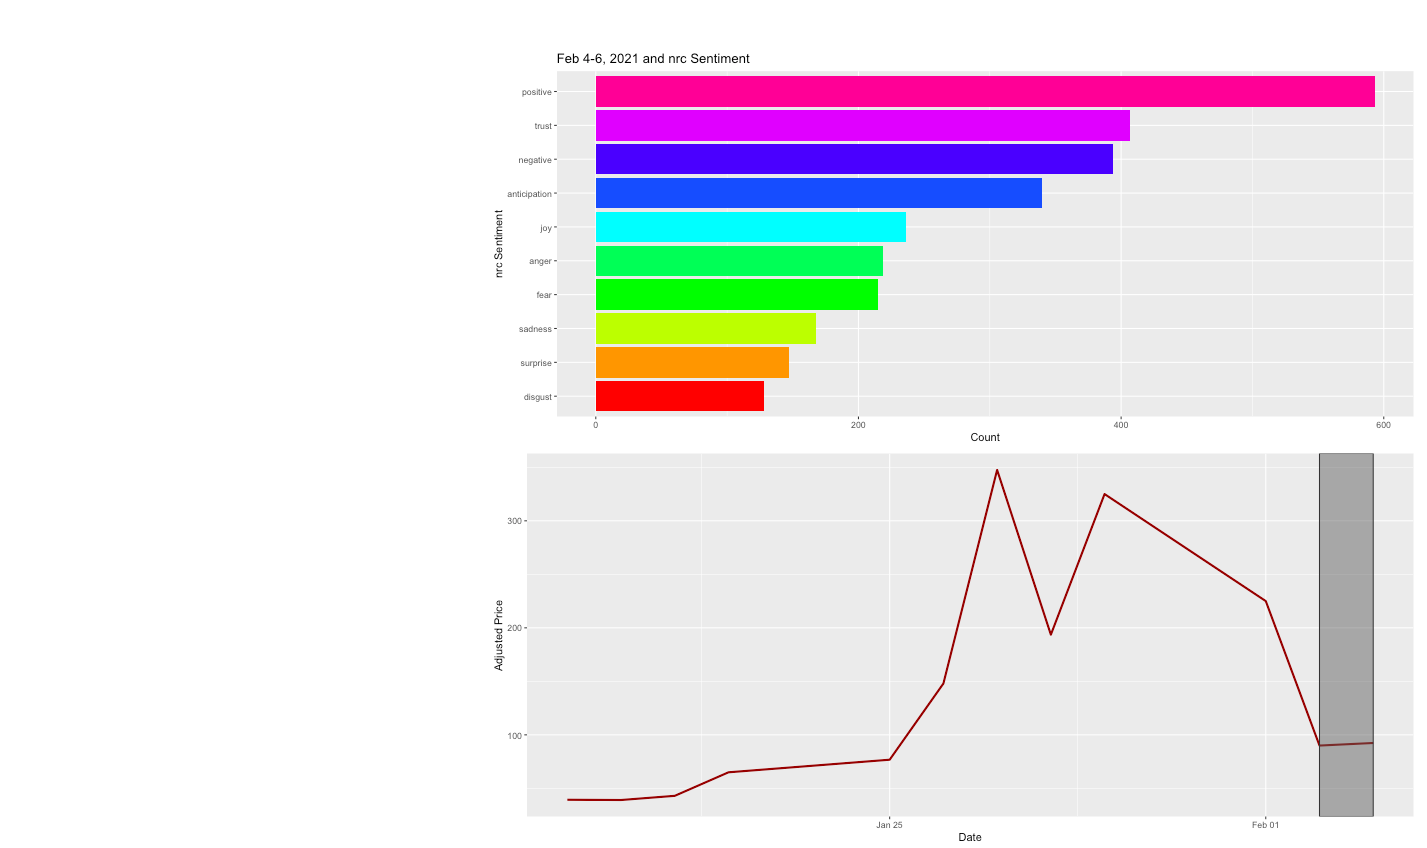 Feb 4-6, 2021 and nrc Sentiment
nrc Sentiment
positive
trust
negative
anticipation
joy
anger
fear
sadness
surprise
disgust
0 200 400 600
Count
Adjusted Price
300
200
100
Jan 25 Feb 01
Date